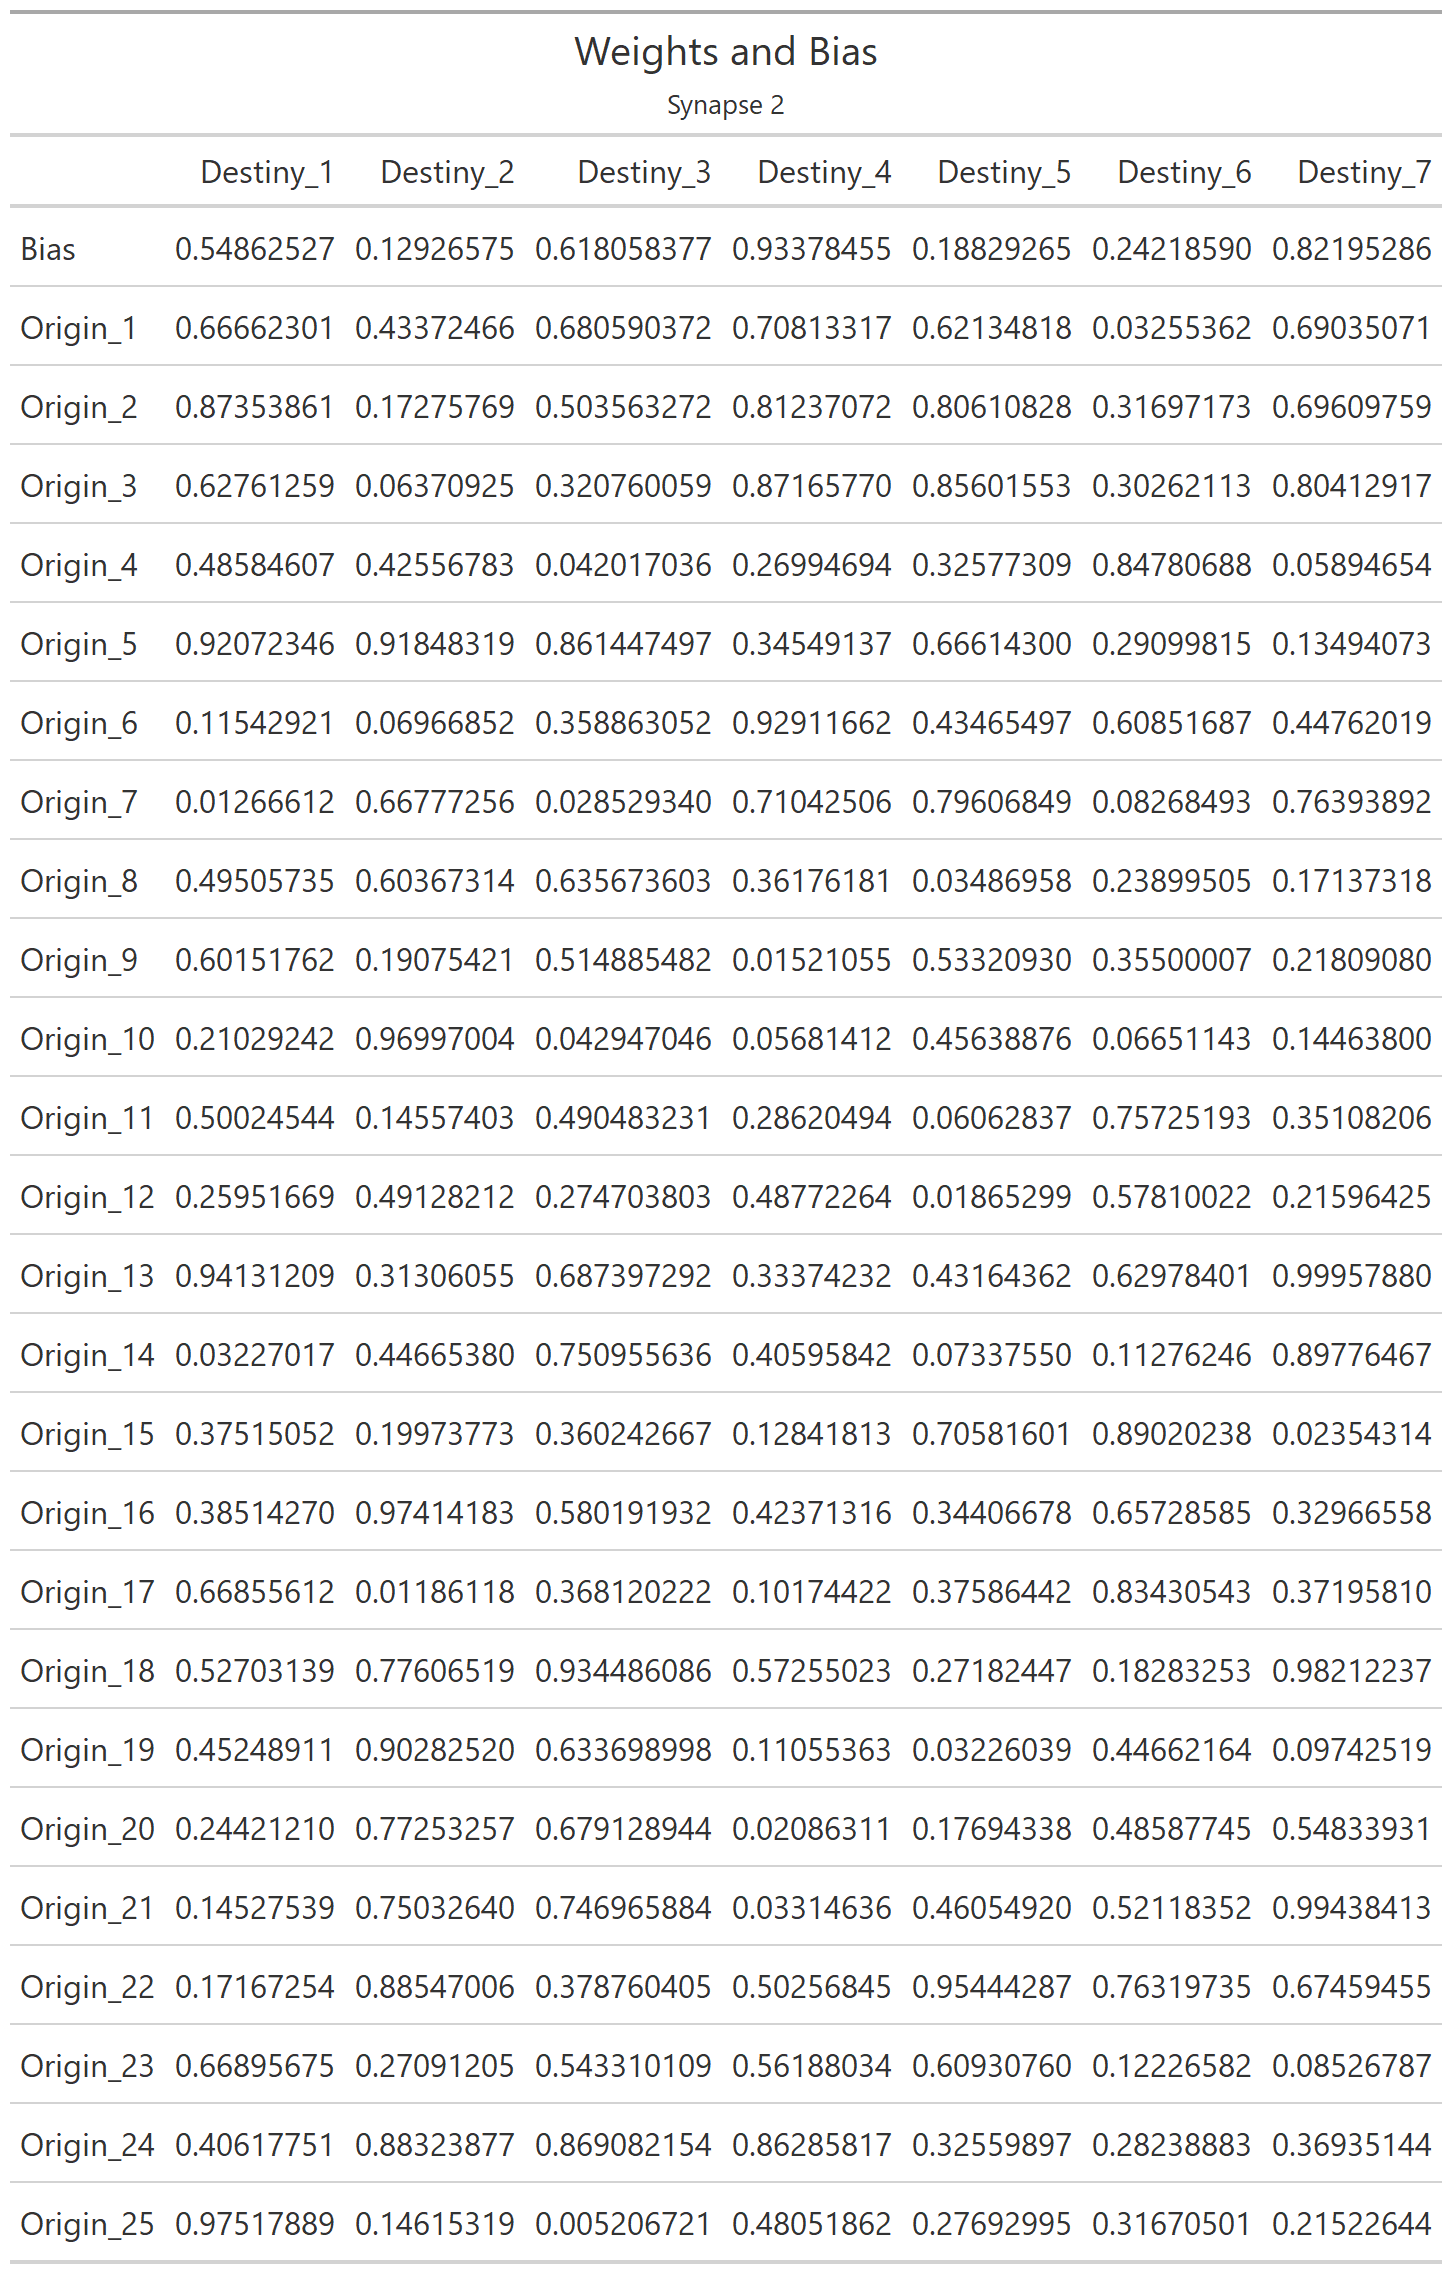 Weights and Bias
Synapse 2
Destiny_1 Destiny_2 Destiny_3 Destiny_4 Destiny_5 Destiny_6 Destiny_7
Bias 0.54862527 0.12926575 0.618058377 0.93378455 0.18829265 0.24218590 0.82195286
Origin_1 0.66662301 0.43372466 0.680590372 0.70813317 0.62134818 0.03255362 0.69035071
Origin_2 0.87353861 0.17275769 0.503563272 0.81237072 0.80610828 0.31697173 0.69609759
Origin_3 0.62761259 0.06370925 0.320760059 0.87165770 0.85601553 0.30262113 0.80412917
Origin_4 0.48584607 0.42556783 0.042017036 0.26994694 0.32577309 0.84780688 0.05894654
Origin_5 0.92072346 0.91848319 0.861447497 0.34549137 0.66614300 0.29099815 0.13494073
Origin_6 0.11542921 0.06966852 0.358863052 0.92911662 0.43465497 0.60851687 0.44762019
Origin_7 0.01266612 0.66777256 0.028529340 0.71042506 0.79606849 0.08268493 0.76393892
Origin_8 0.49505735 0.60367314 0.635673603 0.36176181 0.03486958 0.23899505 0.17137318
Origin_9 0.60151762 0.19075421 0.514885482 0.01521055 0.53320930 0.35500007 0.21809080
Origin_10 0.21029242 0.96997004 0.042947046 0.05681412 0.45638876 0.06651143 0.14463800
Origin_11 0.50024544 0.14557403 0.490483231 0.28620494 0.06062837 0.75725193 0.35108206
Origin_12 0.25951669 0.49128212 0.274703803 0.48772264 0.01865299 0.57810022 0.21596425
Origin_13 0.94131209 0.31306055 0.687397292 0.33374232 0.43164362 0.62978401 0.99957880
Origin_14 0.03227017 0.44665380 0.750955636 0.40595842 0.07337550 0.11276246 0.89776467
Origin_15 0.37515052 0.19973773 0.360242667 0.12841813 0.70581601 0.89020238 0.02354314
Origin_16 0.38514270 0.97414183 0.580191932 0.42371316 0.34406678 0.65728585 0.32966558
Origin_17 0.66855612 0.01186118 0.368120222 0.10174422 0.37586442 0.83430543 0.37195810
Origin_18 0.52703139 0.77606519 0.934486086 0.57255023 0.27182447 0.18283253 0.98212237
Origin_19 0.45248911 0.90282520 0.633698998 0.11055363 0.03226039 0.44662164 0.09742519
Origin_20 0.24421210 0.77253257 0.679128944 0.02086311 0.17694338 0.48587745 0.54833931
Origin_21 0.14527539 0.75032640 0.746965884 0.03314636 0.46054920 0.52118352 0.99438413
Origin_22 0.17167254 0.88547006 0.378760405 0.50256845 0.95444287 0.76319735 0.67459455
Origin_23 0.66895675 0.27091205 0.543310109 0.56188034 0.60930760 0.12226582 0.08526787
Origin_24 0.40617751 0.88323877 0.869082154 0.86285817 0.32559897 0.28238883 0.36935144
Origin_25 0.97517889 0.14615319 0.005206721 0.48051862 0.27692995 0.31670501 0.21522644